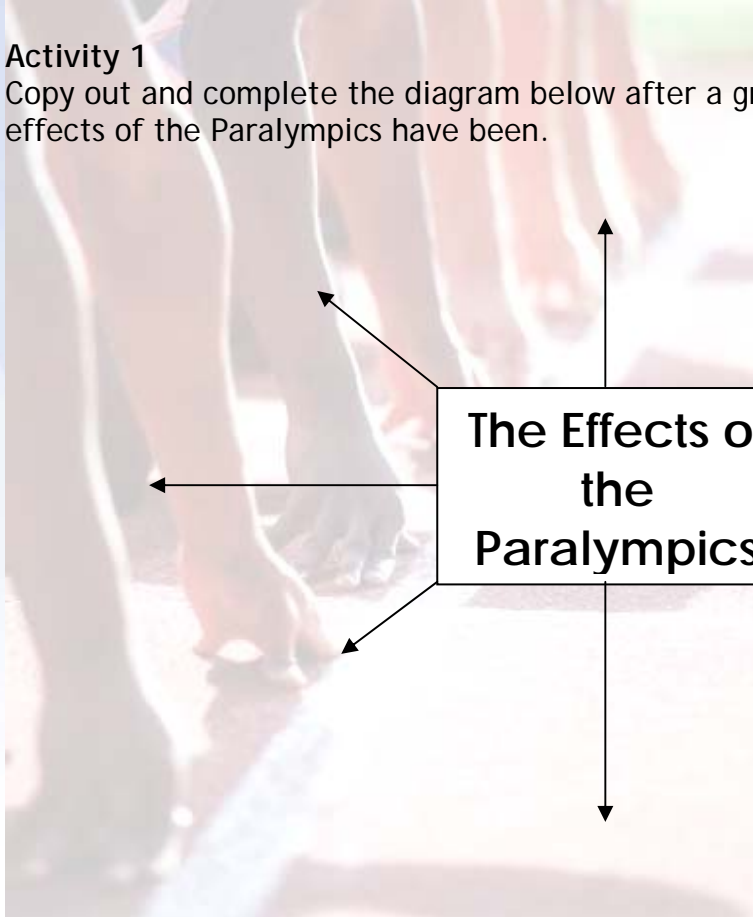 Activity 1
Copy out and complete the diagram below after a gr
effects of the Paralympics have been.
The Effects o
the
Paralympics